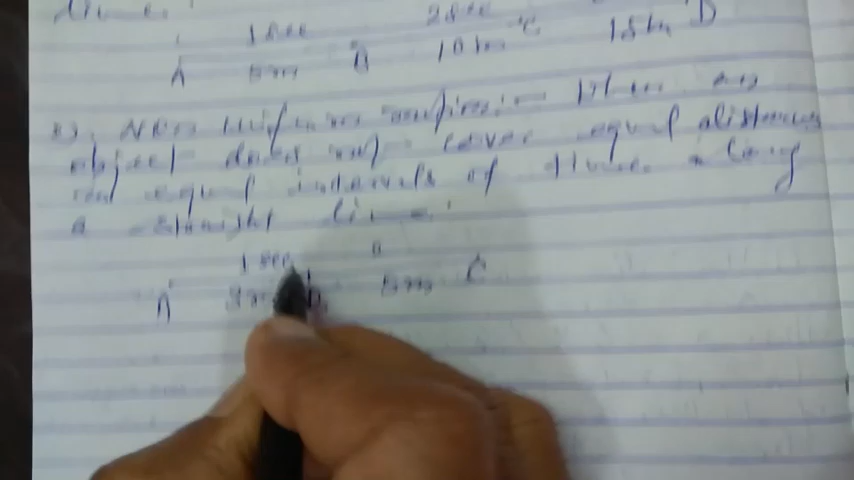 time.
1 sec 2 sec
A 5m B 10m C 15m D
Non uniform motion :- When an
object does not cover equal distances
in equal intervals of time along
a straight line.
1 sec
A 3m B 5m C